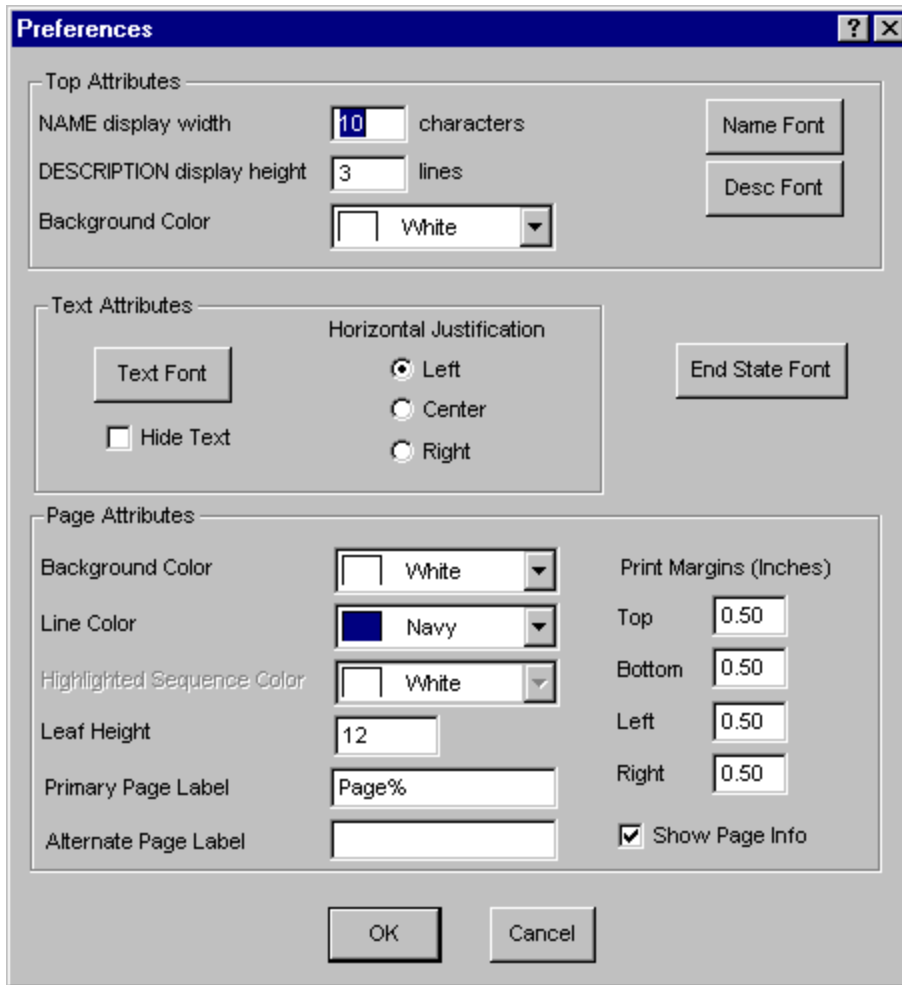 Preferences
Top Attributes
NAME display width 10 characters Name Font
DESCRIPTION display height 3 lines Desc Font
Background Color White
Text Attributes
Horizontal Justification
Text Font Left End State Font
Center
Hide Text Right
Page Attributes
Background Color White Print Margins (Inches)
Line Color Navy Top 0.50
Highlighted Sequence Color White Bottom 0.50
Leaf Height 12 Left 0.50
Primary Page Label Page% Right 0.50
Alternate Page Label Show Page Info
OK Cancel